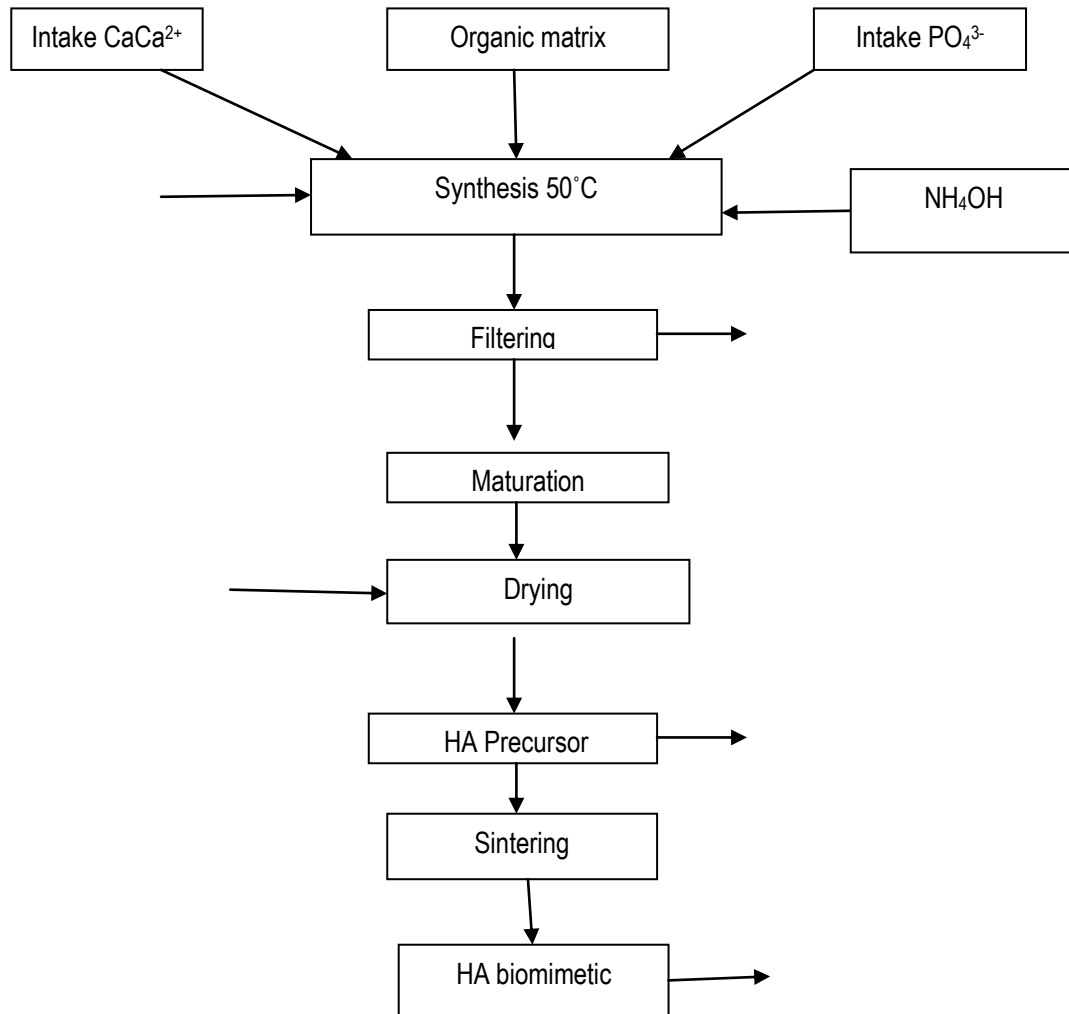 Intake CaCa²⁺
Organic matrix
Intake PO₄³⁻
Synthesis 50˚C
NH₄OH
Filtering
Maturation
Drying
HA Precursor
Sintering
HA biomimetic